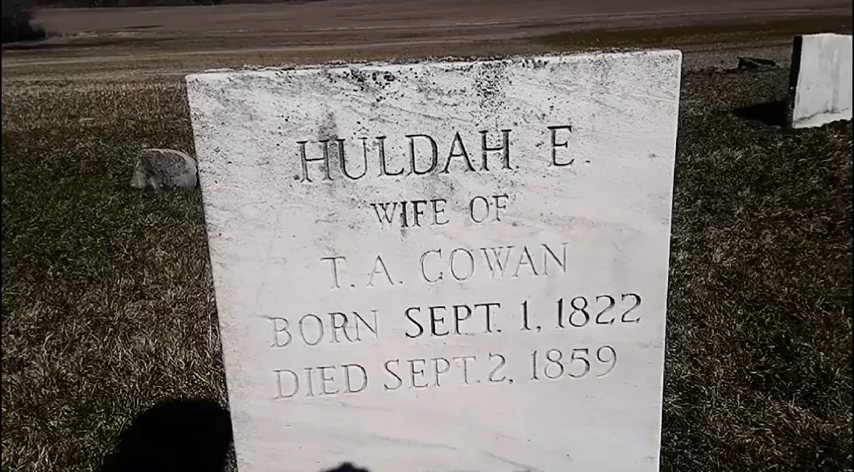 HULDAH E.
WIFE OF
T. A. COWAN
BORN SEPT. 1, 1822
DIED SEPT. 2, 1859